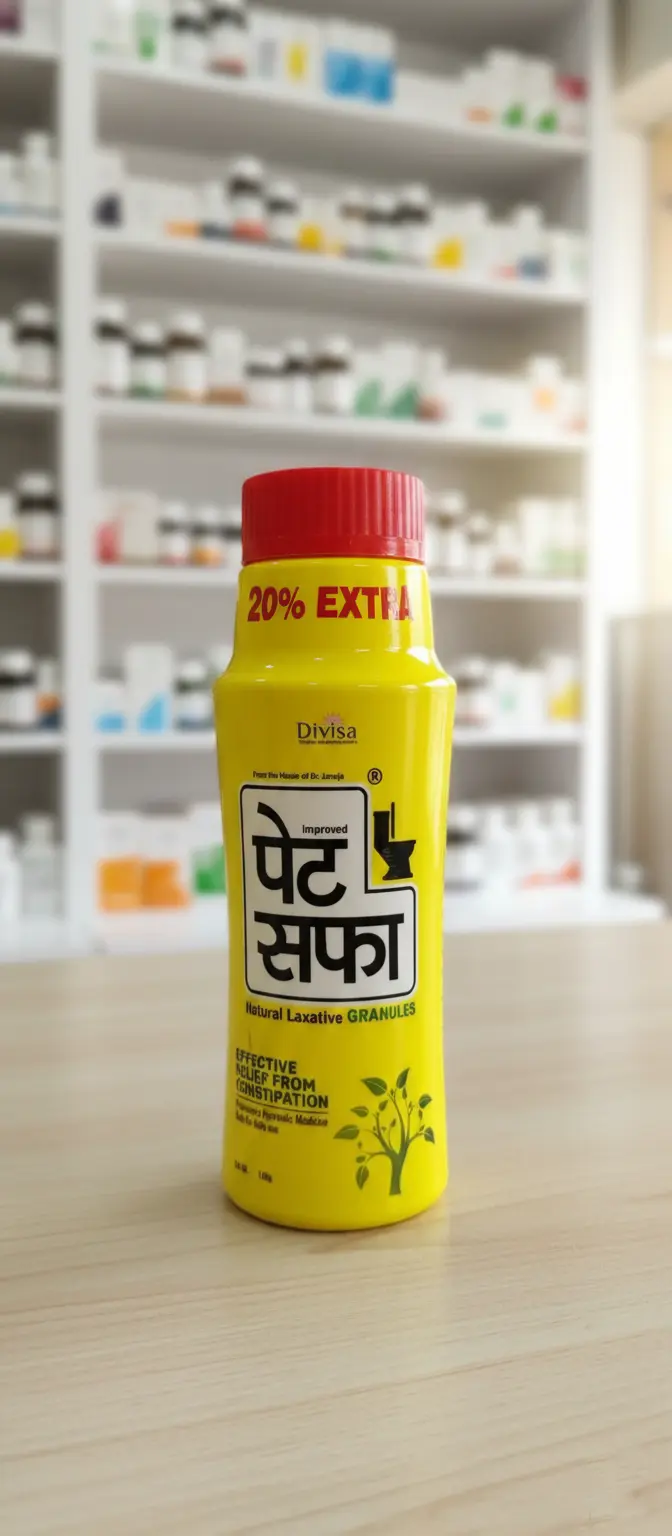 20% EXTRA
Divisa
From the House of Dr. Juneja
®
Improved
पेट
सफा
Natural Laxative GRANULES
EFFECTIVE
RELIEF FROM
CONSTIPATION